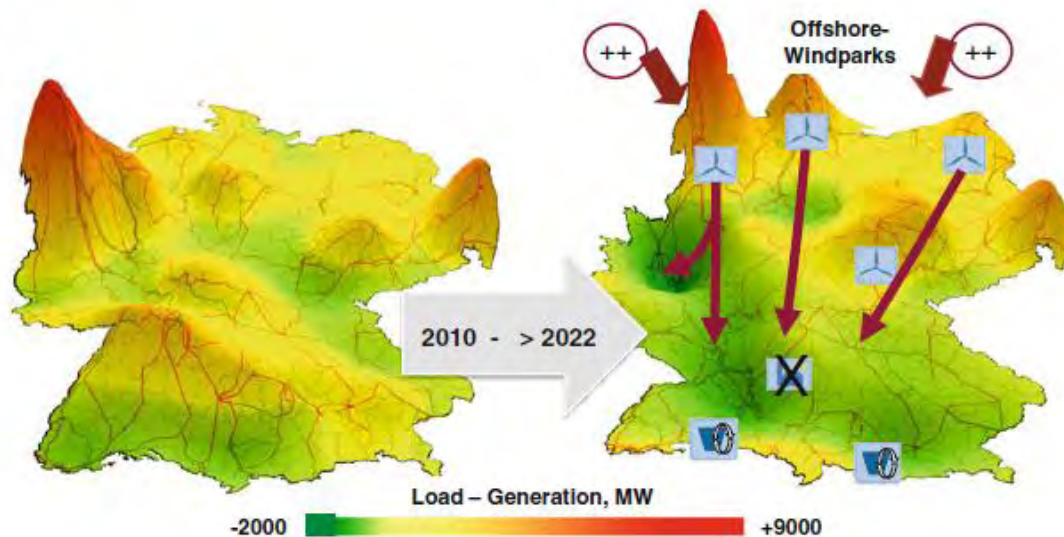 ++
Offshore-
Windparks
++
2010 - > 2022
X
Load – Generation, MW
-2000
+9000